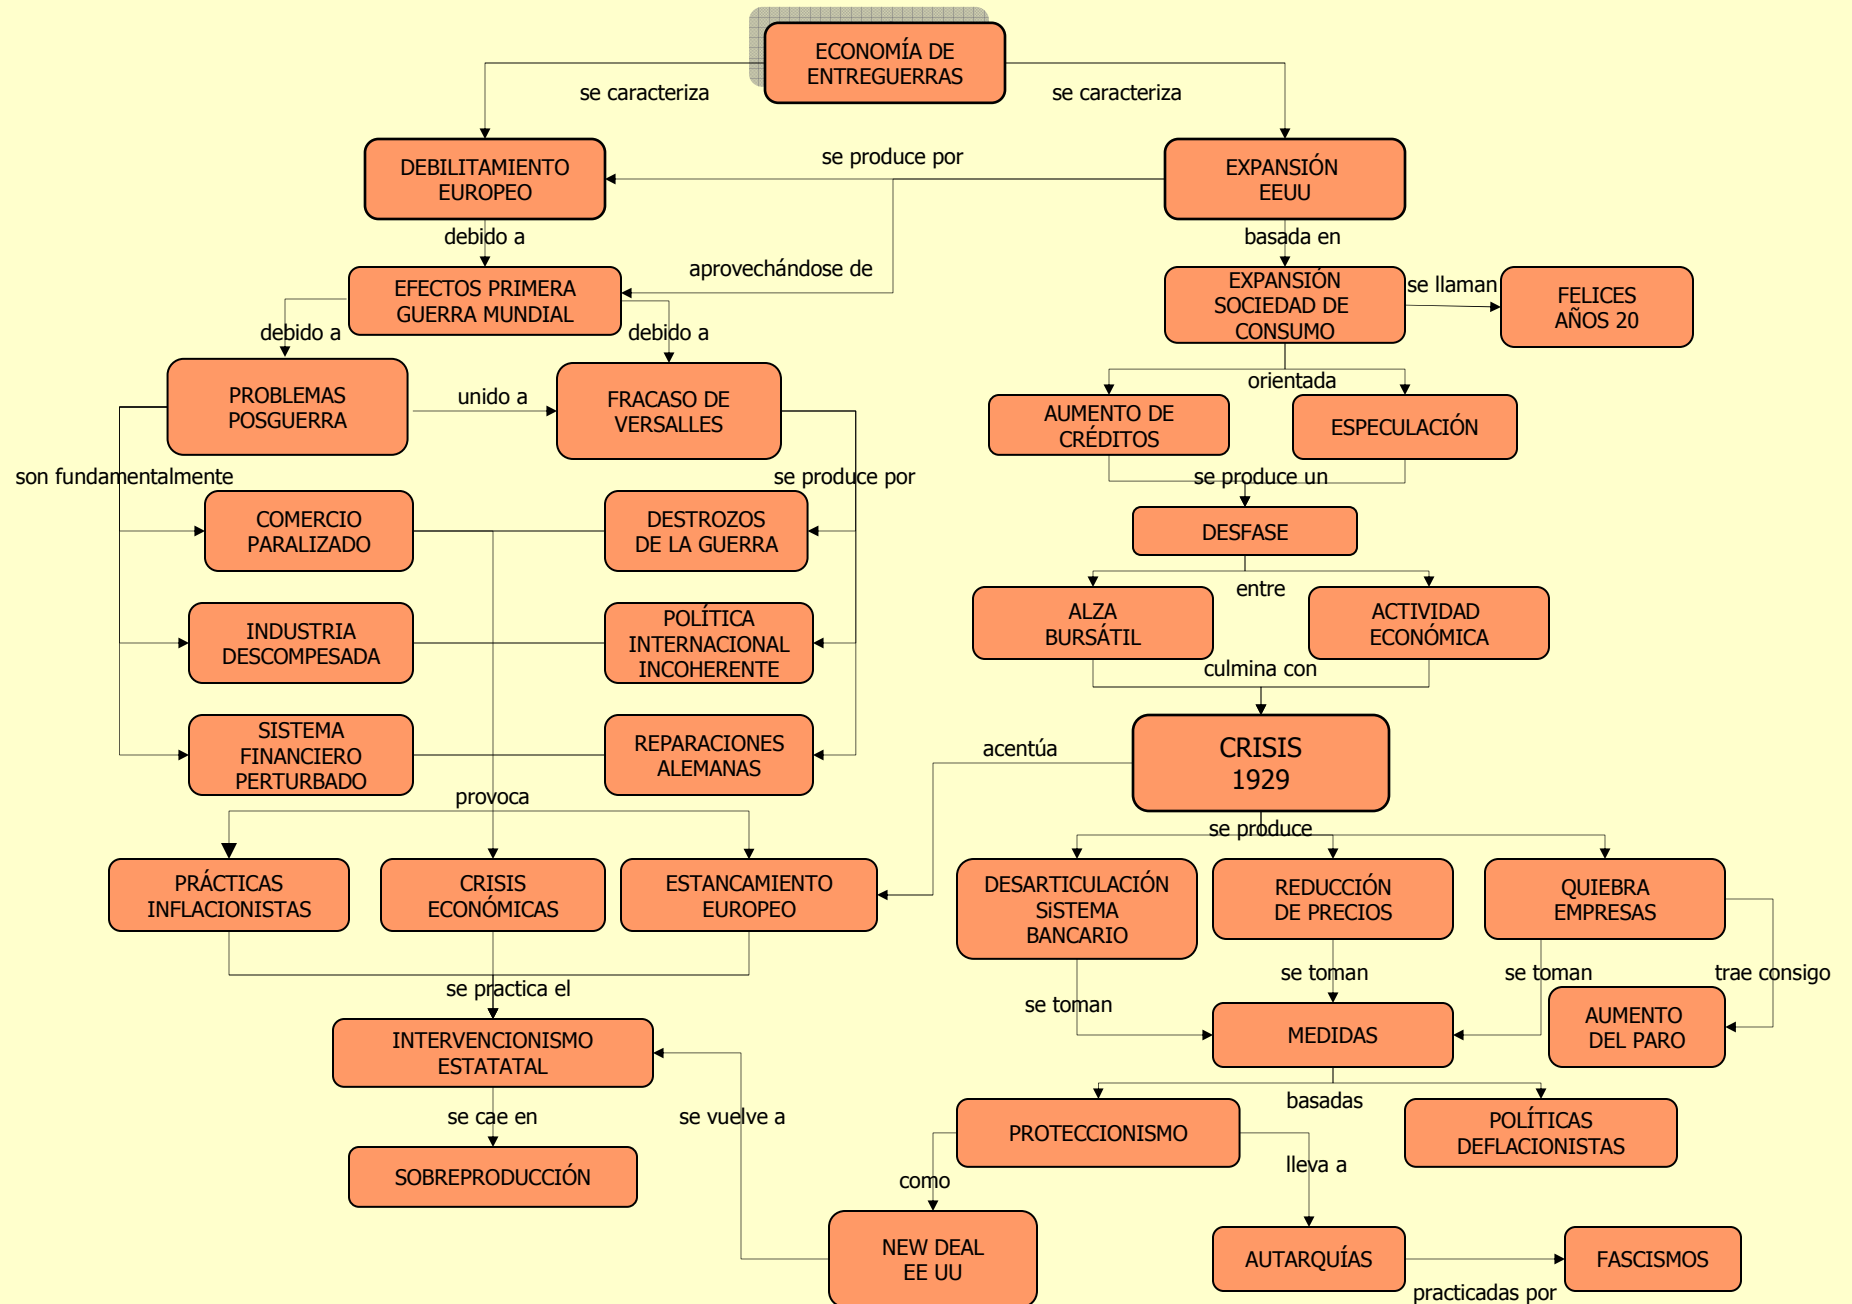 ECONOMÍA DE
ENTREGUERRAS
se caracteriza
se caracteriza
DEBILITAMIENTO
EUROPEO
se produce por
EXPANSIÓN
EEUU
debido a
basada en
EFECTOS PRIMERA
GUERRA MUNDIAL
aprovechándose de
EXPANSIÓN
SOCIEDAD DE
CONSUMO
se llaman
FELICES
AÑOS 20
debido a
debido a
PROBLEMAS
POSGUERRA
unido a
FRACASO DE
VERSALLES
orientada
AUMENTO DE
CRÉDITOS
ESPECULACIÓN
son fundamentalmente
se produce por
se produce un
COMERCIO
PARALIZADO
DESTROZOS
DE LA GUERRA
DESFASE
entre
INDUSTRIA
DESCOMPESADA
POLÍTICA
INTERNACIONAL
INCOHERENTE
ALZA
BURSÁTIL
ACTIVIDAD
ECONÓMICA
culmina con
SISTEMA
FINANCIERO
PERTURBADO
REPARACIONES
ALEMANAS
acentúa
CRISIS
1929
provoca
se produce
PRÁCTICAS
INFLACIONISTAS
CRISIS
ECONÓMICAS
ESTANCAMIENTO
EUROPEO
DESARTICULACIÓN
SiSTEMA
BANCARIO
REDUCCIÓN
DE PRECIOS
QUIEBRA
EMPRESAS
se practica el
se toman
se toman
se toman
trae consigo
INTERVENCIONISMO
ESTATATAL
MEDIDAS
AUMENTO
DEL PARO
se cae en
se vuelve a
basadas
SOBREPRODUCCIÓN
PROTECCIONISMO
POLÍTICAS
DEFLACIONISTAS
como
lleva a
NEW DEAL
EE UU
AUTARQUÍAS
FASCISMOS
practicadas por